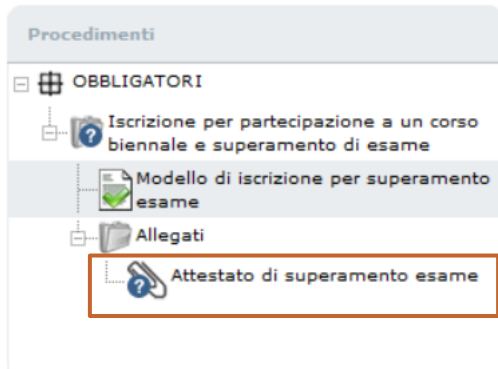 Procedimenti
OBBLIGATORI
Iscrizione per partecipazione a un corso
biennale e superamento di esame
Modello di iscrizione per superamento
esame
Allegati
Attestato di superamento esame